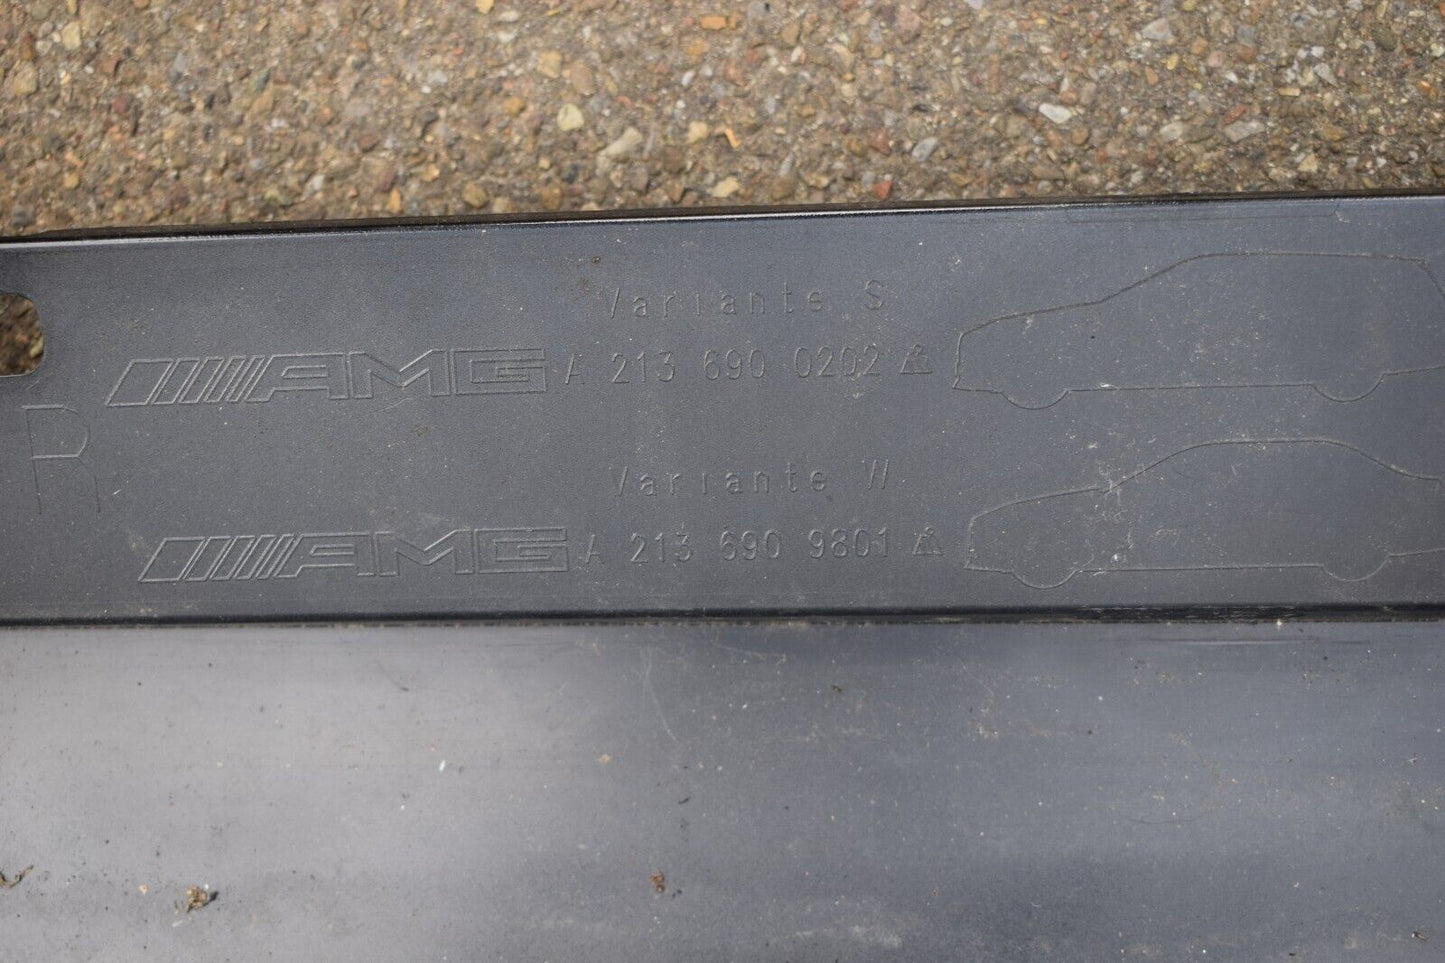 Variante S
AMG A 213 690 0202
R
Variante W
AMG A 213 690 9801